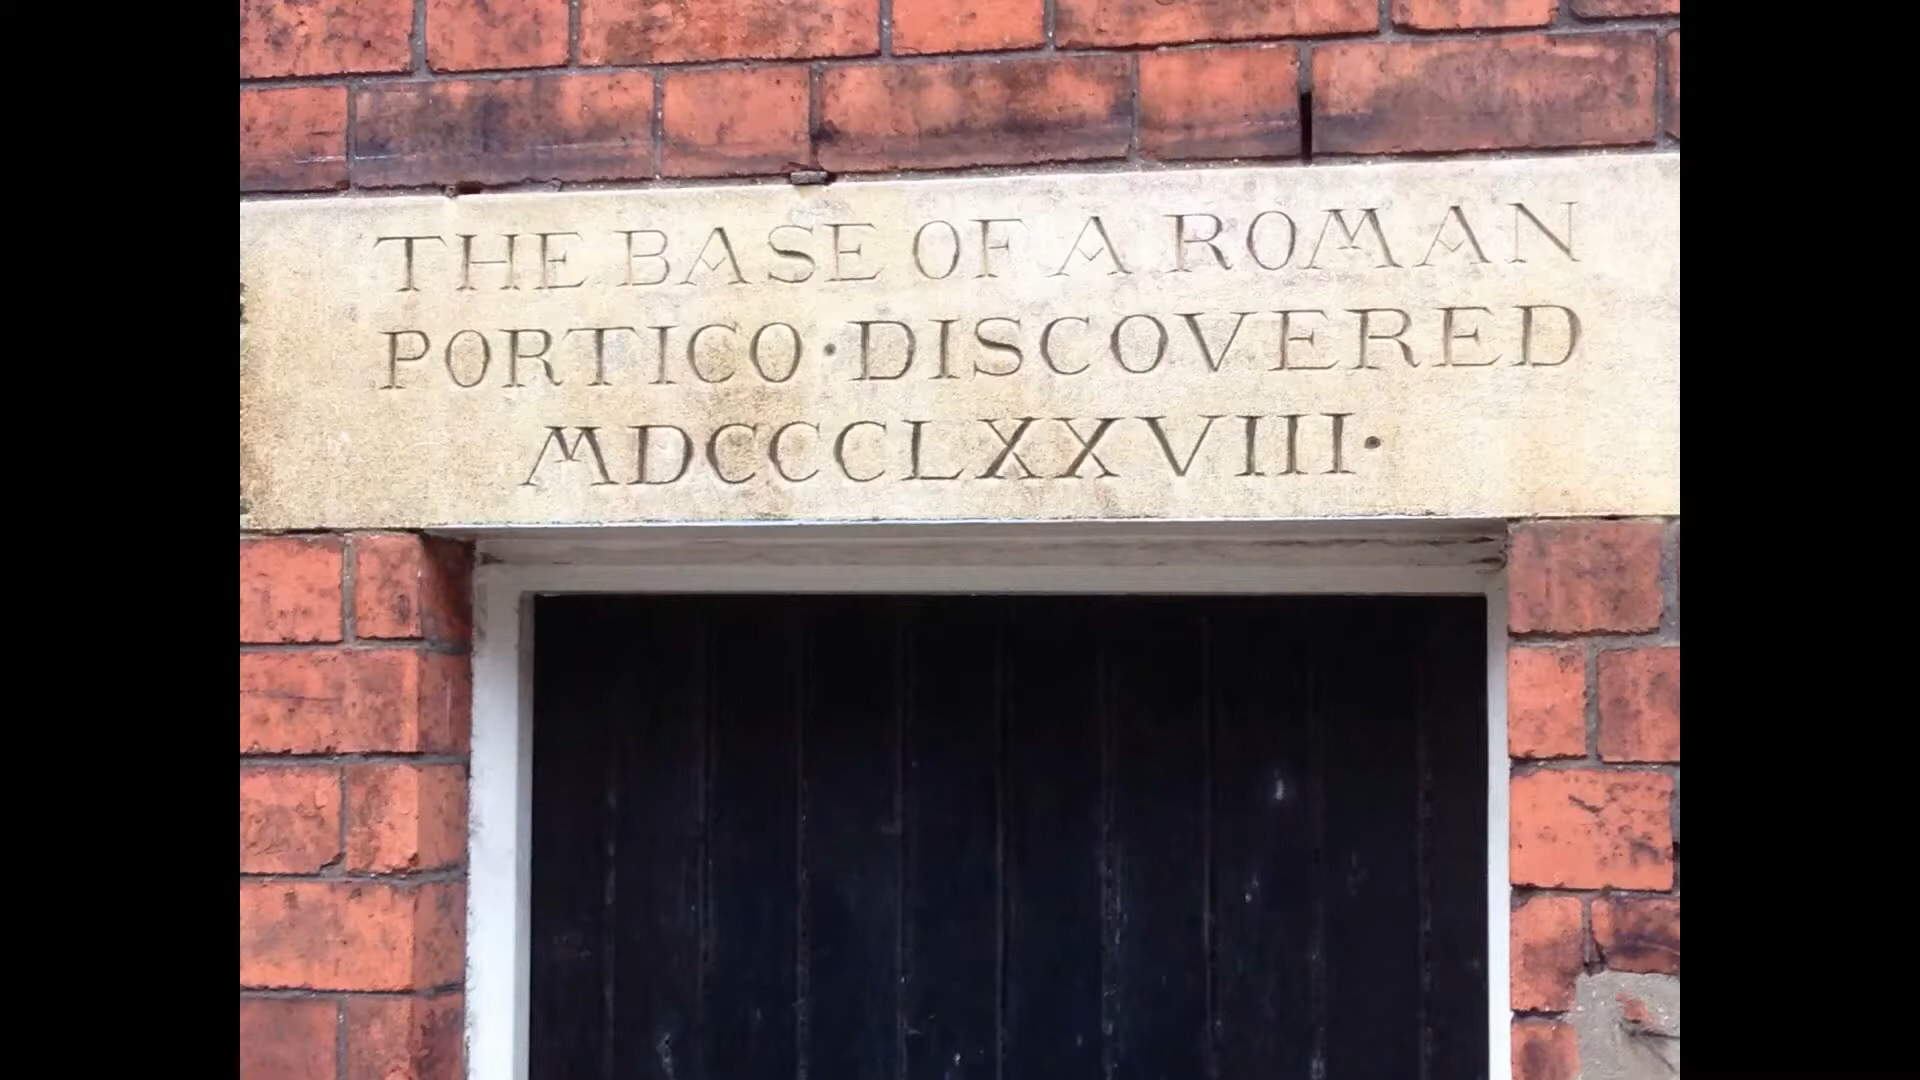 THE BASE OF A ROMAN
PORTICO·DISCOVERED
MDCCCLXXVIII·